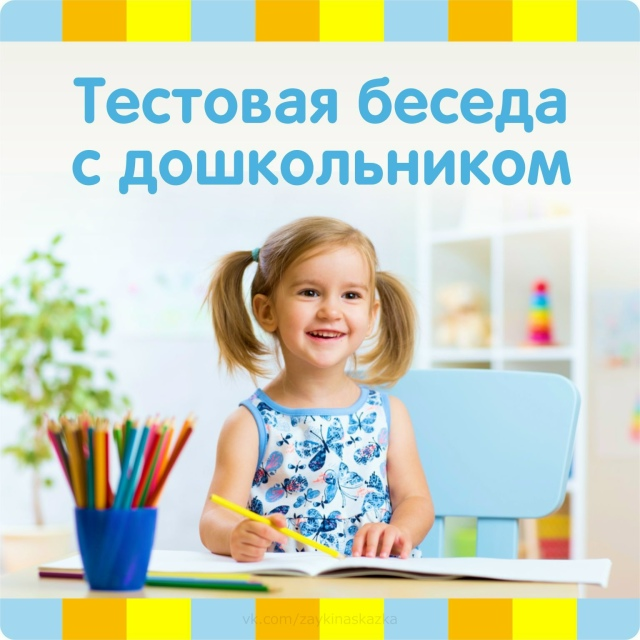 Тестовая беседа
с дошкольником
vk.com/zaykinaskazka